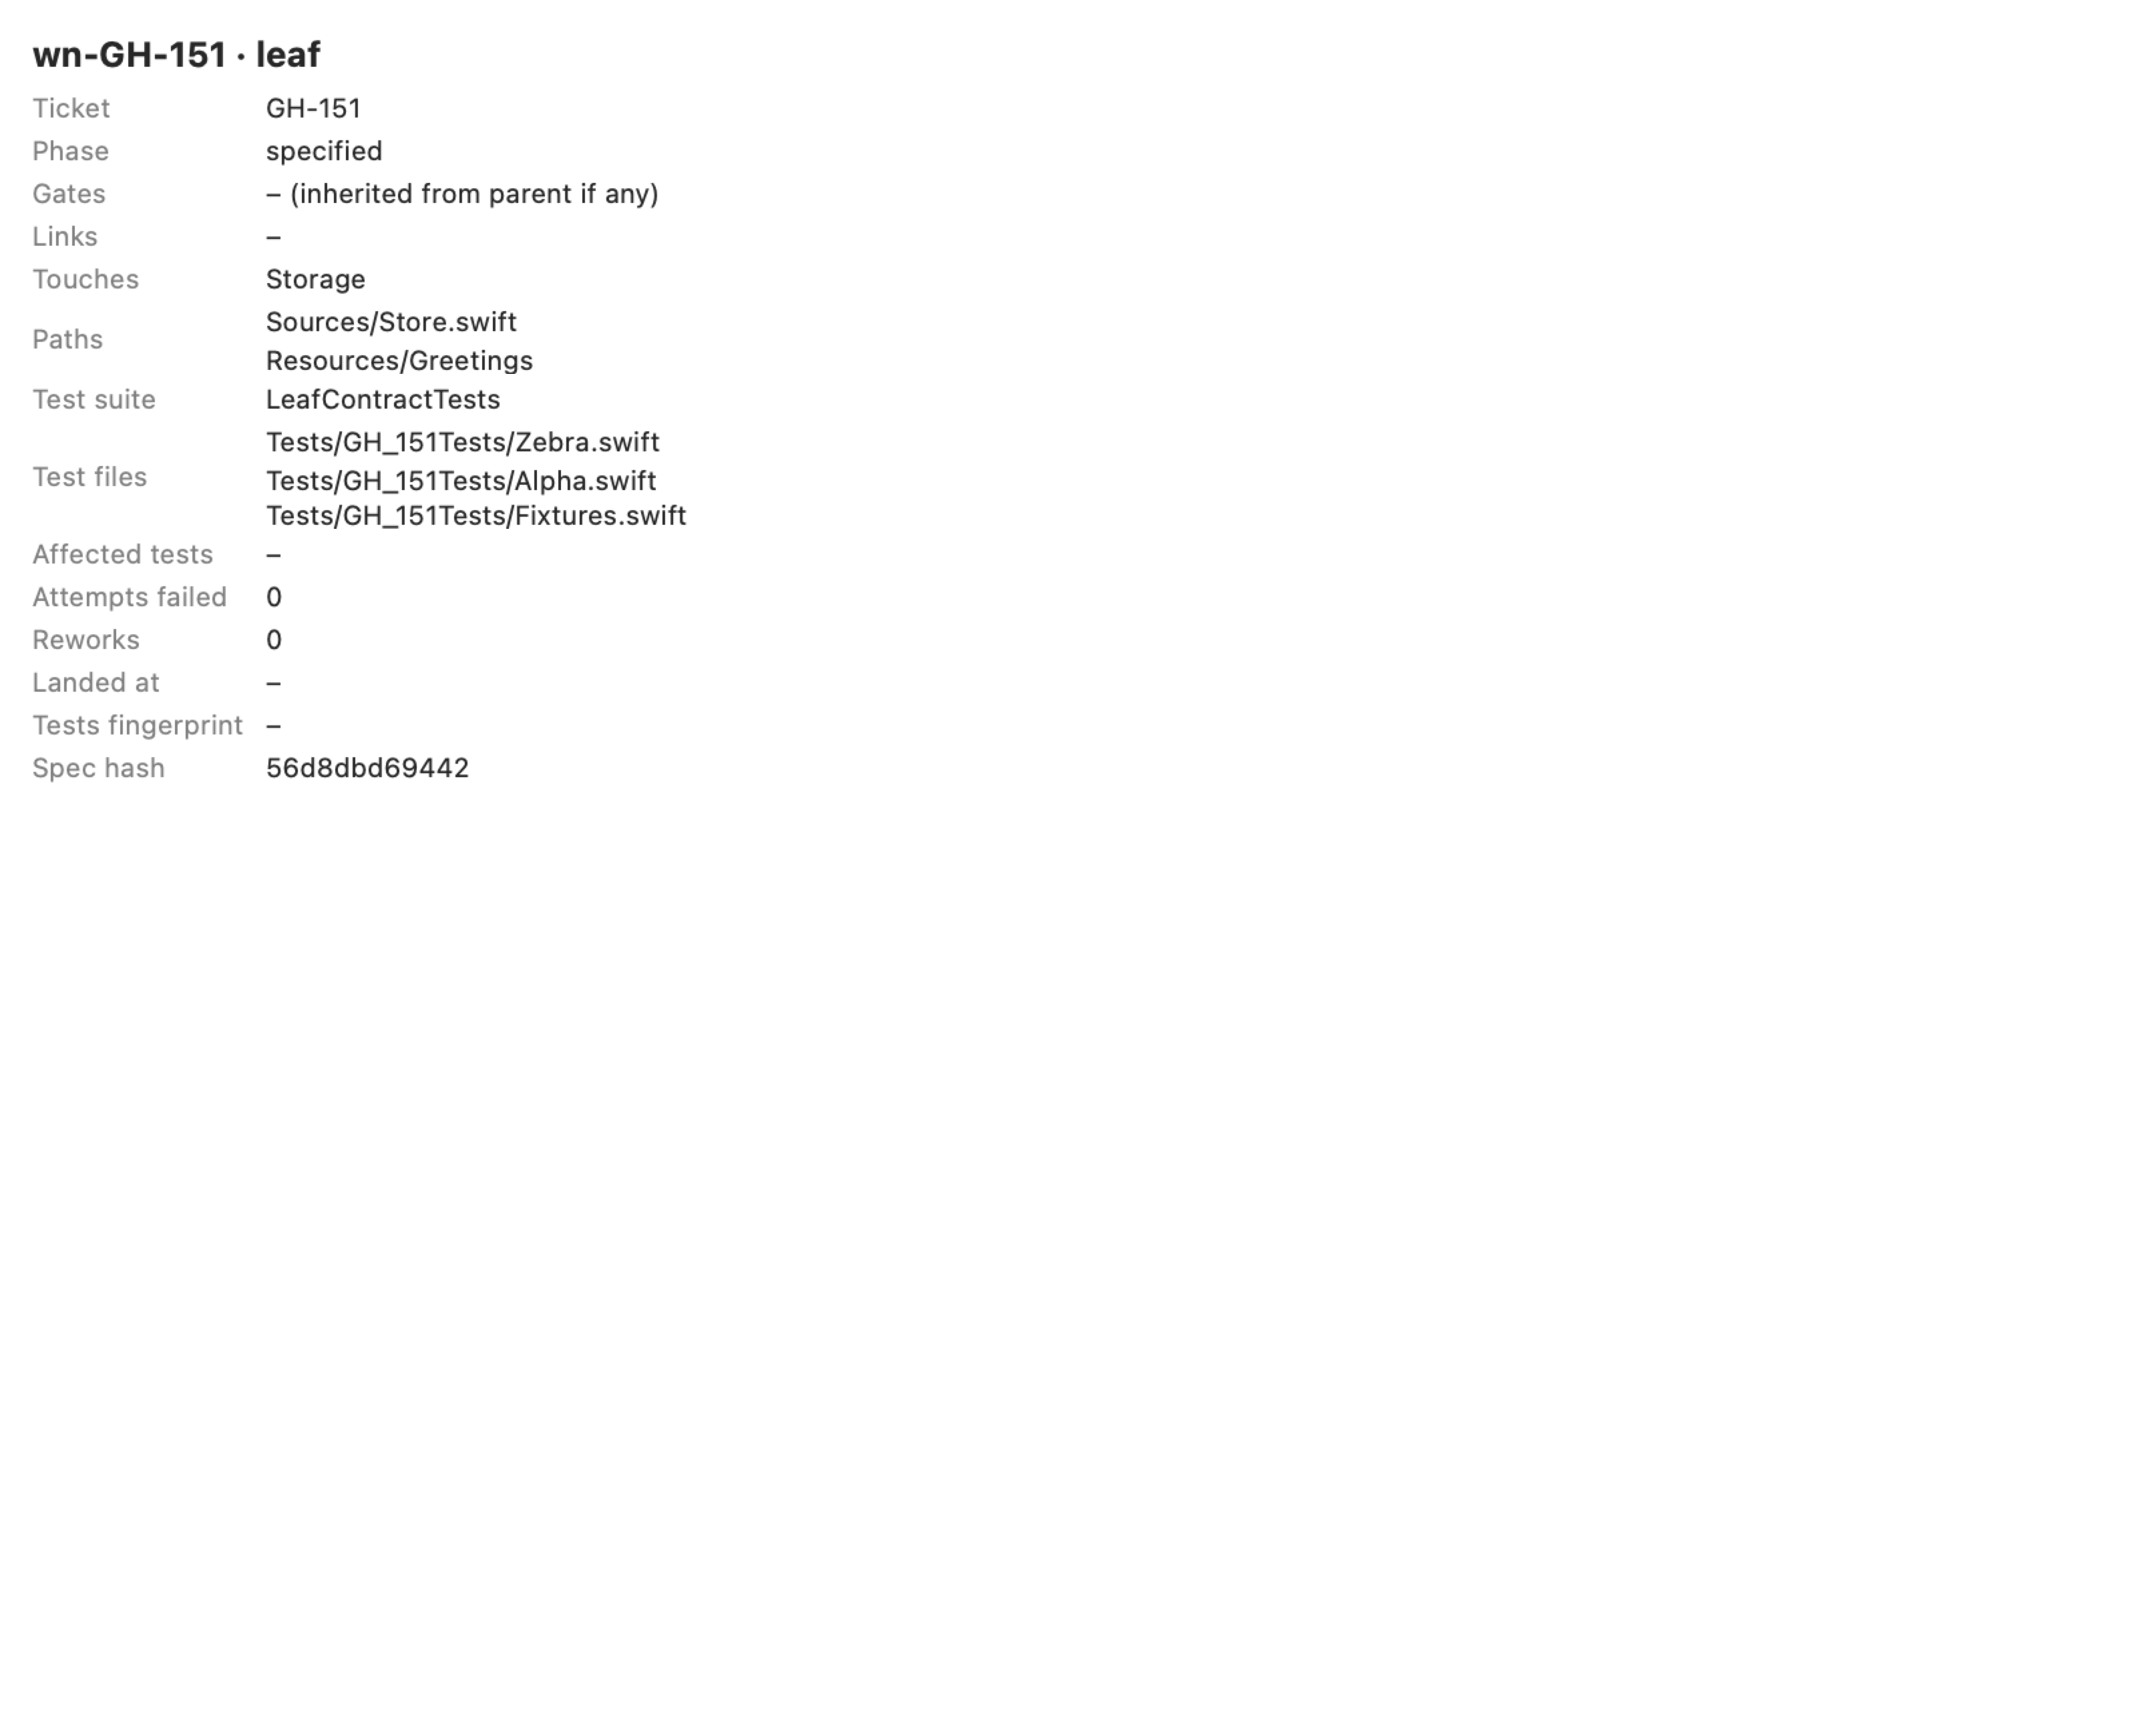 wn-GH-151 · leaf
Ticket GH-151
Phase specified
Gates – (inherited from parent if any)
Links –
Touches Storage
Paths Sources/Store.swift
Resources/Greetings
Test suite LeafContractTests
Test files Tests/GH_151Tests/Zebra.swift
Tests/GH_151Tests/Alpha.swift
Tests/GH_151Tests/Fixtures.swift
Affected tests –
Attempts failed 0
Reworks 0
Landed at –
Tests fingerprint –
Spec hash 56d8dbd69442